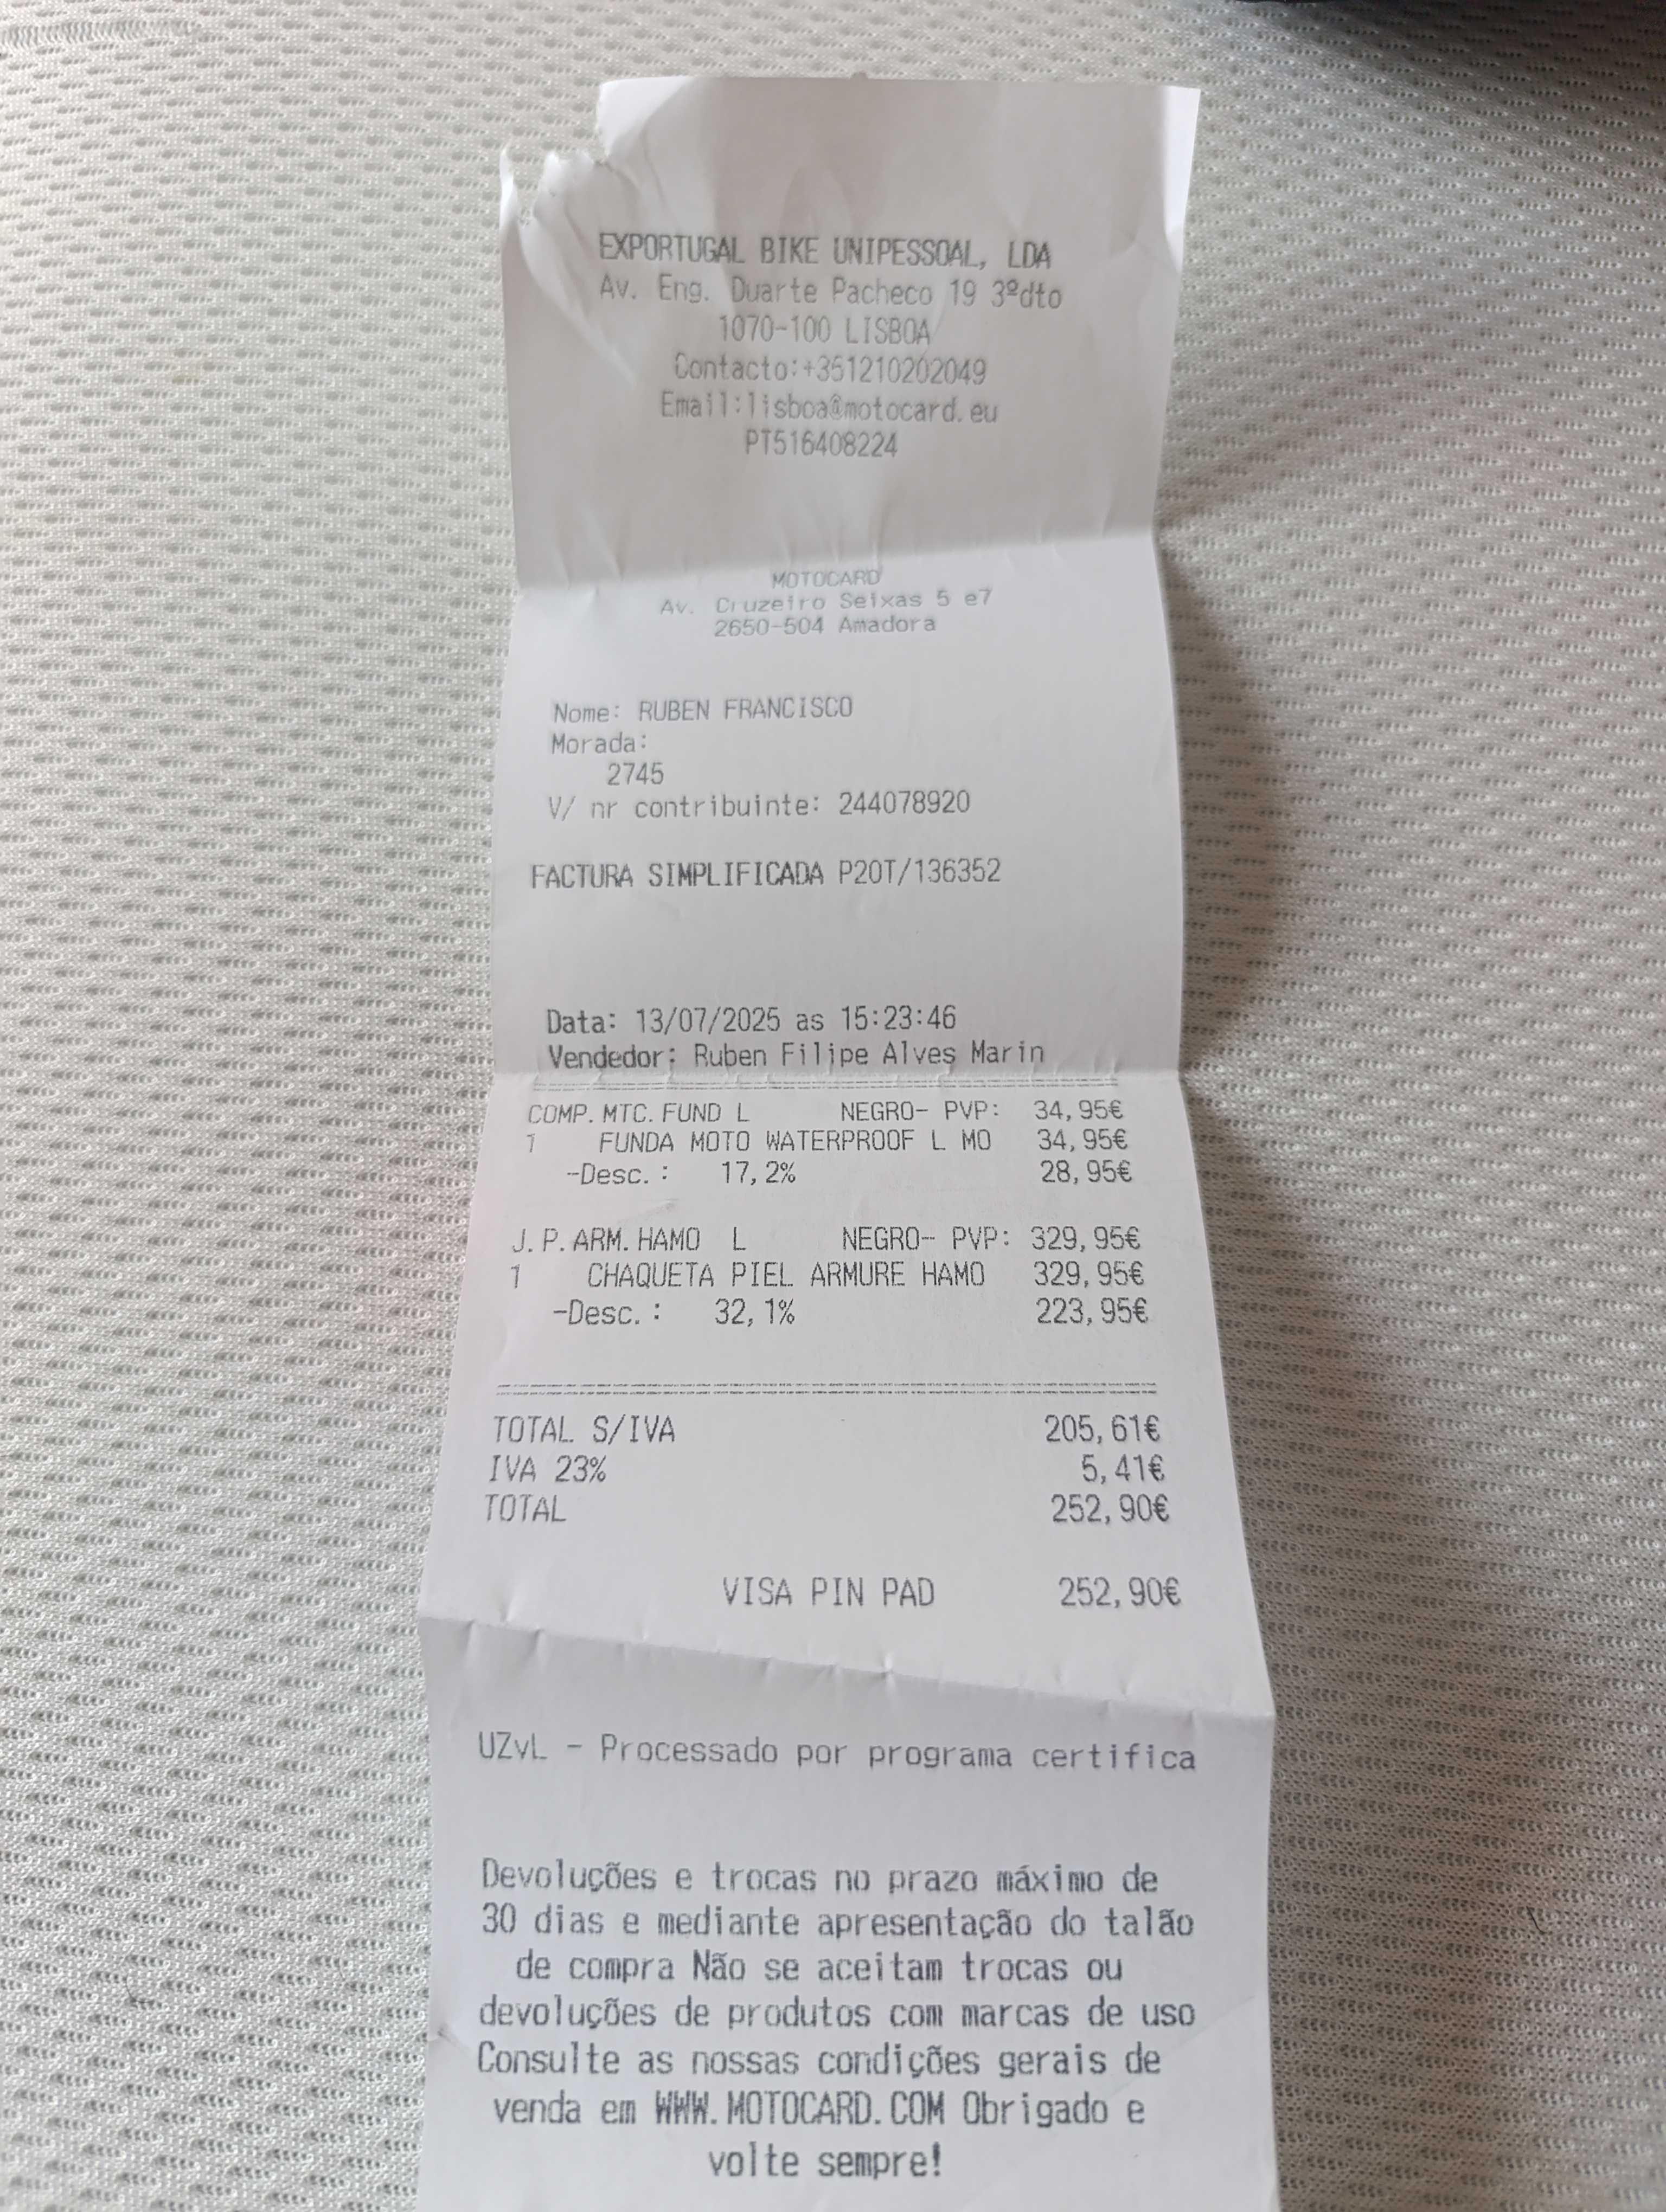 EXPORTUGAL BIKE UNIPESSOAL, LDA
Av. Eng. Duarte Pacheco 19 3ºdto
1070-100 LISBOA
Contacto:+351210202049
Email:lisboa@motocard.eu
PT516408224
MOTOCARD
Av. Cruzeiro Seixas 5 e7
2650-504 Amadora
Nome: RUBEN FRANCISCO
Morada:
2745
V/ nr contribuinte: 244078920
FACTURA SIMPLIFICADA P20T/136352
Data: 13/07/2025 as 15:23:46
Vendedor: Ruben Filipe Alves Marin
COMP.MTC.FUND L NEGRO- PVP: 34,95€
1 FUNDA MOTO WATERPROOF L MO 34,95€
-Desc.: 17,2% 28,95€
J.P.ARM.HAMO L NEGRO- PVP: 329,95€
1 CHAQUETA PIEL ARMURE HAMO 329,95€
-Desc.: 32,1% 223,95€
TOTAL S/IVA 205,61€
IVA 23% 5,41€
TOTAL 252,90€
VISA PIN PAD 252,90€
UZvL - Processado por programa certifica
Devoluções e trocas no prazo máximo de
30 dias e mediante apresentação do talão
de compra Não se aceitam trocas ou
devoluções de produtos com marcas de uso
Consulte as nossas condições gerais de
venda em WWW.MOTOCARD.COM Obrigado e
volte sempre!